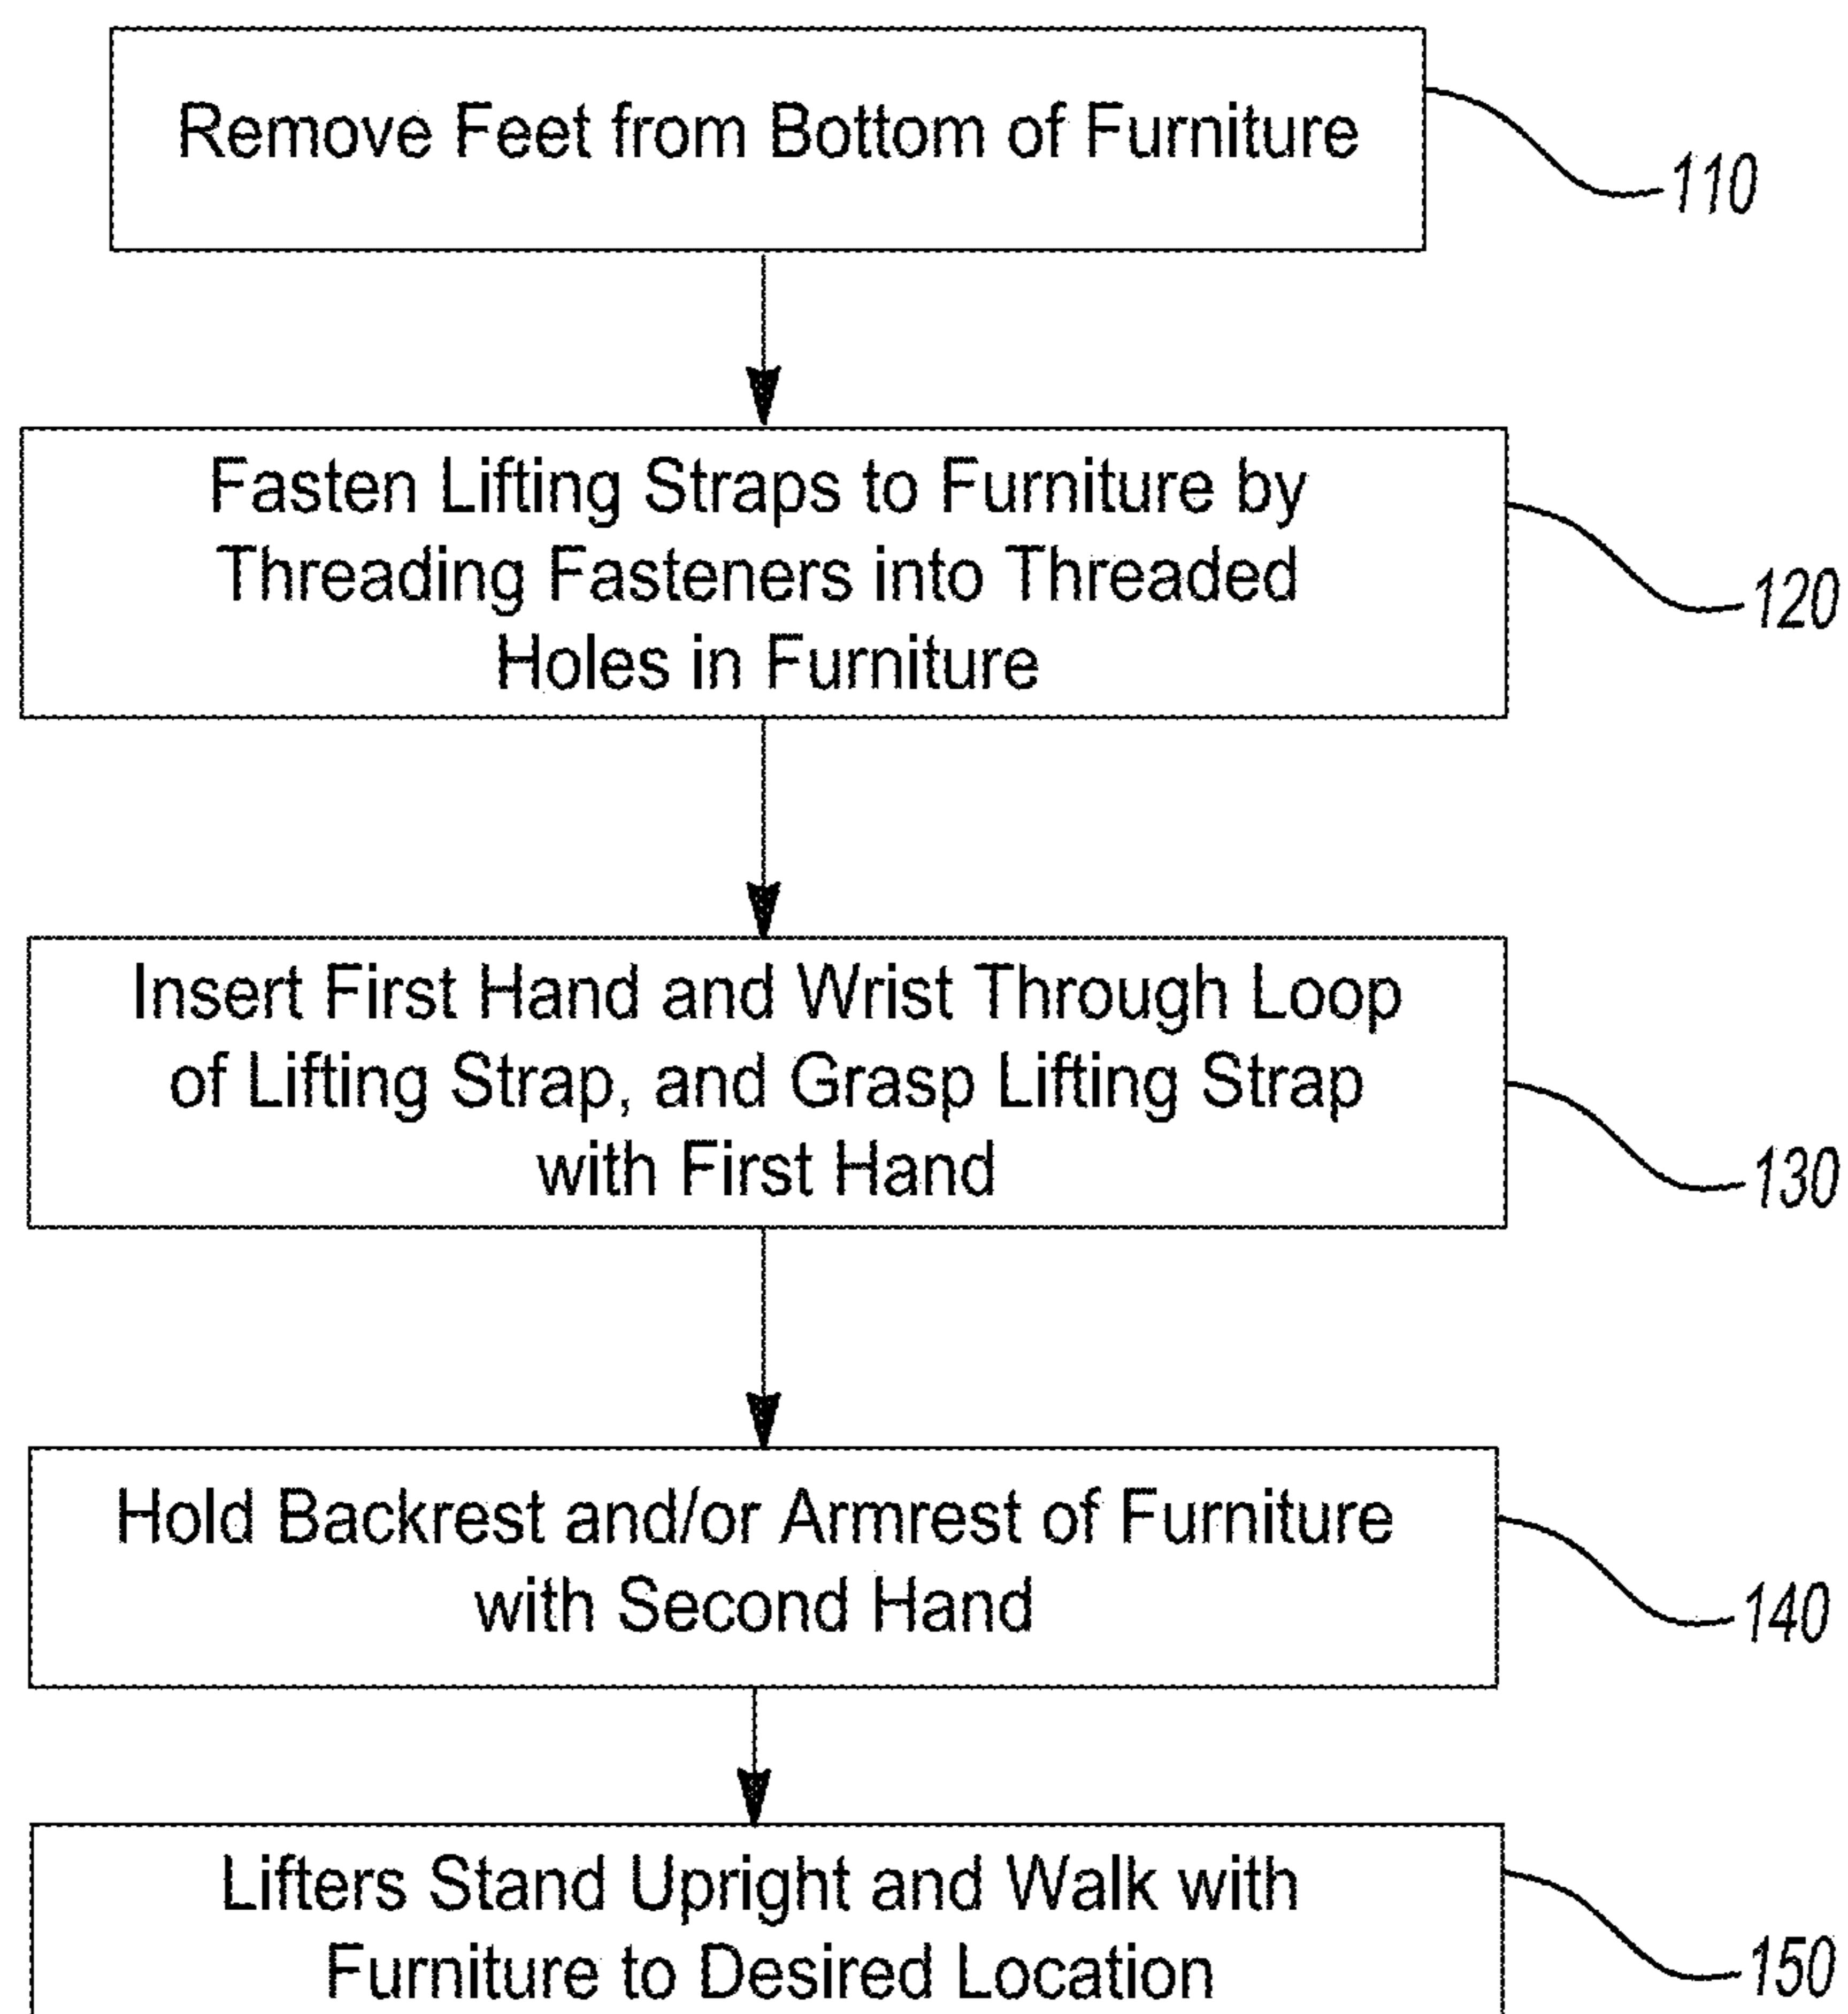 Remove Feet from Bottom of Furniture
110
Fasten Lifting Straps to Furniture by
Threading Fasteners into Threaded
Holes in Furniture
120
Insert First Hand and Wrist Through Loop
of Lifting Strap, and Grasp Lifting Strap
with First Hand
130
Hold Backrest and/or Armrest of Furniture
with Second Hand
140
Lifters Stand Upright and Walk with
Furniture to Desired Location
150